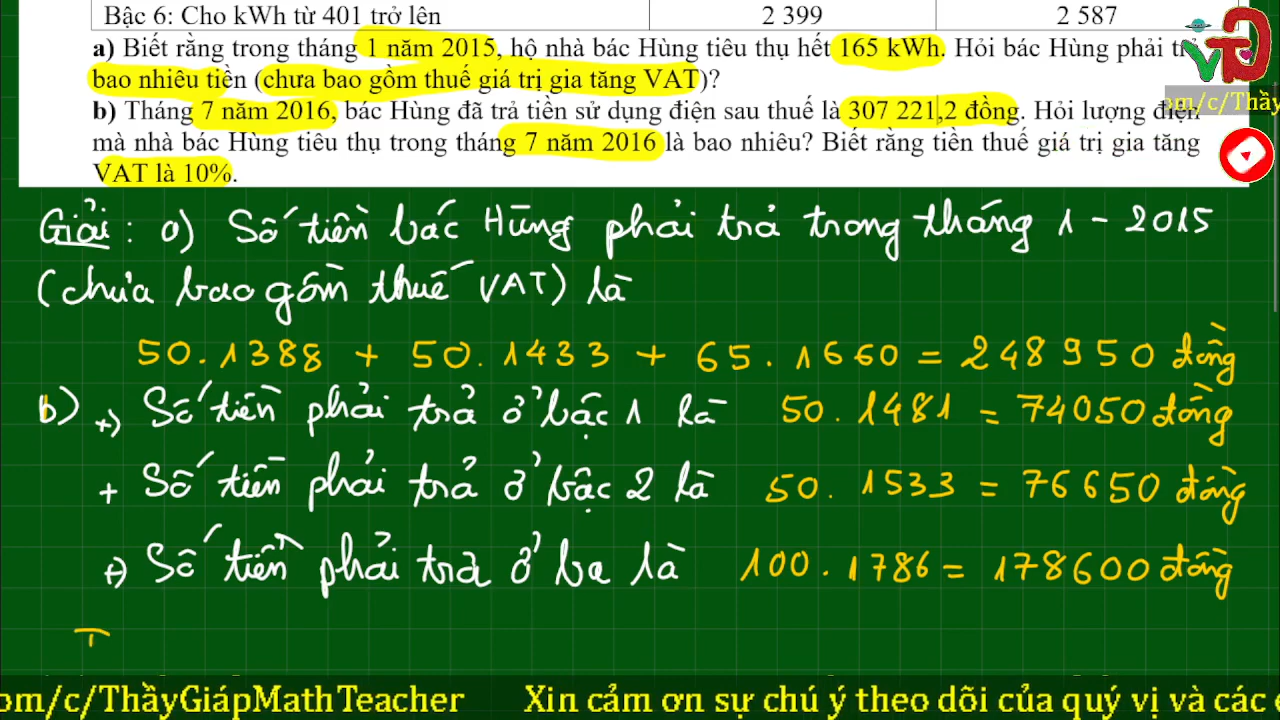 Bậc 6: Cho kWh từ 401 trở lên 2 399 2 587
a) Biết rằng trong tháng 1 năm 2015, hộ nhà bác Hùng tiêu thụ hết 165 kWh. Hỏi bác Hùng phải trả
bao nhiêu tiền (chưa bao gồm thuế giá trị gia tăng VAT)?
b) Tháng 7 năm 2016, bác Hùng đã trả tiền sử dụng điện sau thuế là 307 221,2 đồng. Hỏi lượng điện
om/c/Thầy
mà nhà bác Hùng tiêu thụ trong tháng 7 năm 2016 là bao nhiêu? Biết rằng tiền thuế giá trị gia tăng
VAT là 10%.
Giải: a) Số tiền bác Hùng phải trả trong tháng 1 - 2015
(chưa bao gồm thuế VAT) là
50.1388 + 50.1433 + 65.1660 = 248950 đồng
b) +) Số tiền phải trả ở bậc 1 là 50.1481 = 74050 đồng
+ Số tiền phải trả ở bậc 2 là 50.1533 = 76650 đồng
+) Số tiền phải trả ở ba là 100.1786 = 178600 đồng
T
om/c/ThầyGiápMathTeacher Xin cảm ơn sự chú ý theo dõi của quý vị và các